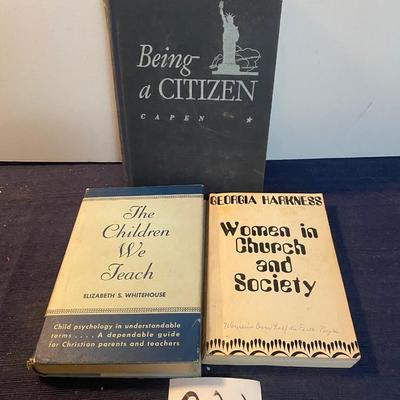 Being
a CITIZEN
CAPEN
The
Children
We
Teach
ELIZABETH S. WHITEHOUSE
Child psychology in understandable
terms .... A dependable guide
for Christian parents and teachers
GEORGIA HARKNESS
Women in
Church
and
Society